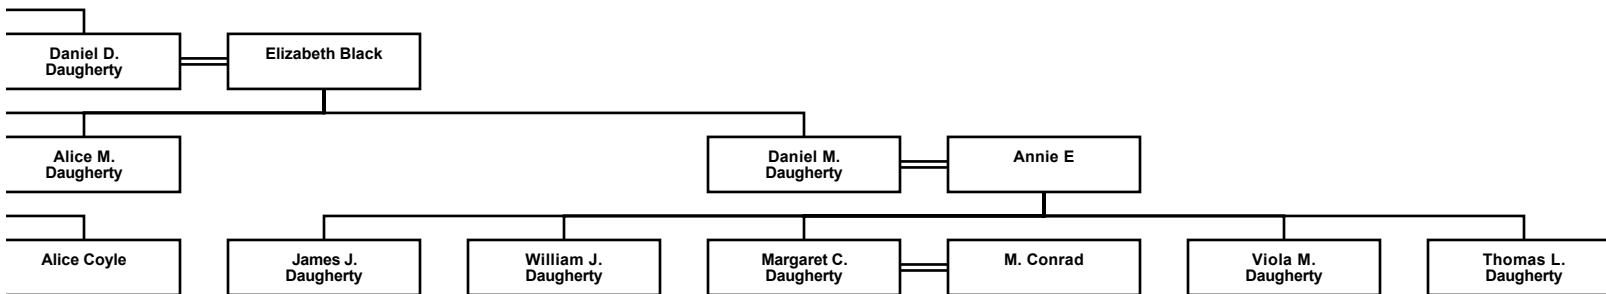 Daniel D.
Daugherty
Elizabeth Black
Alice M.
Daugherty
Daniel M.
Daugherty
Annie E
Alice Coyle
James J.
Daugherty
William J.
Daugherty
Margaret C.
Daugherty
M. Conrad
Viola M.
Daugherty
Thomas L.
Daugherty